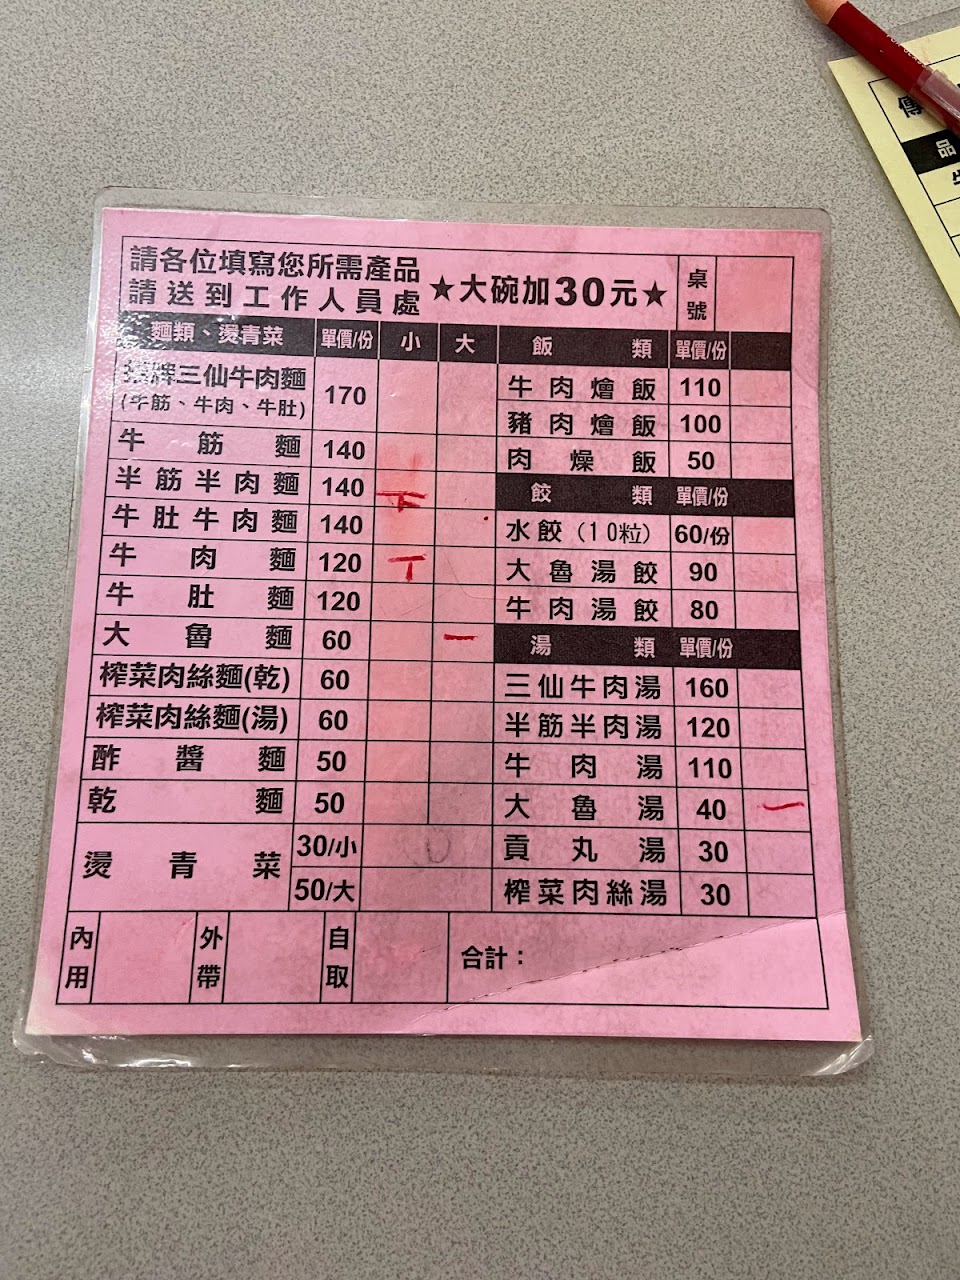 請各位填寫您所需產品
請送到工作人員處
★大碗加30元★
桌號
麵類、燙青菜 單價/份 小 大
牌三仙牛肉麵 170
(牛筋、牛肉、牛肚)
牛筋麵 140
半筋半肉麵 140 下
牛肚牛肉麵 140
牛肉麵 120 丅
牛肚麵 120
大魯麵 60 一
榨菜肉絲麵(乾) 60
榨菜肉絲麵(湯) 60
酢醬麵 50
乾麵 50
燙青菜 30/小
50/大
飯類 單價/份
牛肉燴飯 110
豬肉燴飯 100
肉燥飯 50
餃類 單價/份
水餃(10粒) 60/份
大魯湯餃 90
牛肉湯餃 80
湯類 單價/份
三仙牛肉湯 160
半筋半肉湯 120
牛肉湯 110
大魯湯 40 一
貢丸湯 30
榨菜肉絲湯 30
內用 外帶 自取 合計：
傳
品
牛